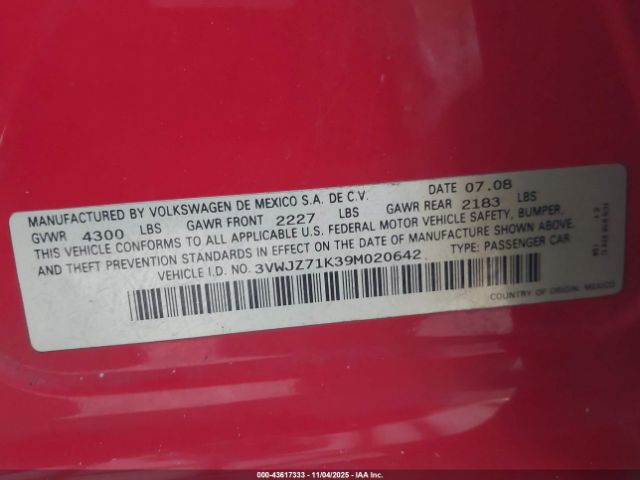 MANUFACTURED BY VOLKSWAGEN DE MEXICO S.A. DE C.V. DATE 07.08
GVWR 4300 LBS GAWR FRONT 2227 LBS GAWR REAR 2183 LBS
THIS VEHICLE CONFORMS TO ALL APPLICABLE U.S. FEDERAL MOTOR VEHICLE SAFETY, BUMPER,
AND THEFT PREVENTION STANDARDS IN EFFECT ON THE DATE OF MANUFACTURE SHOWN ABOVE.
VEHICLE I.D. NO. 3VWJZ71K39M020642 TYPE: PASSENGER CAR
COUNTRY OF ORIGIN: MEXICO
000-43617333 - 11/04/2025 - IAA Inc.